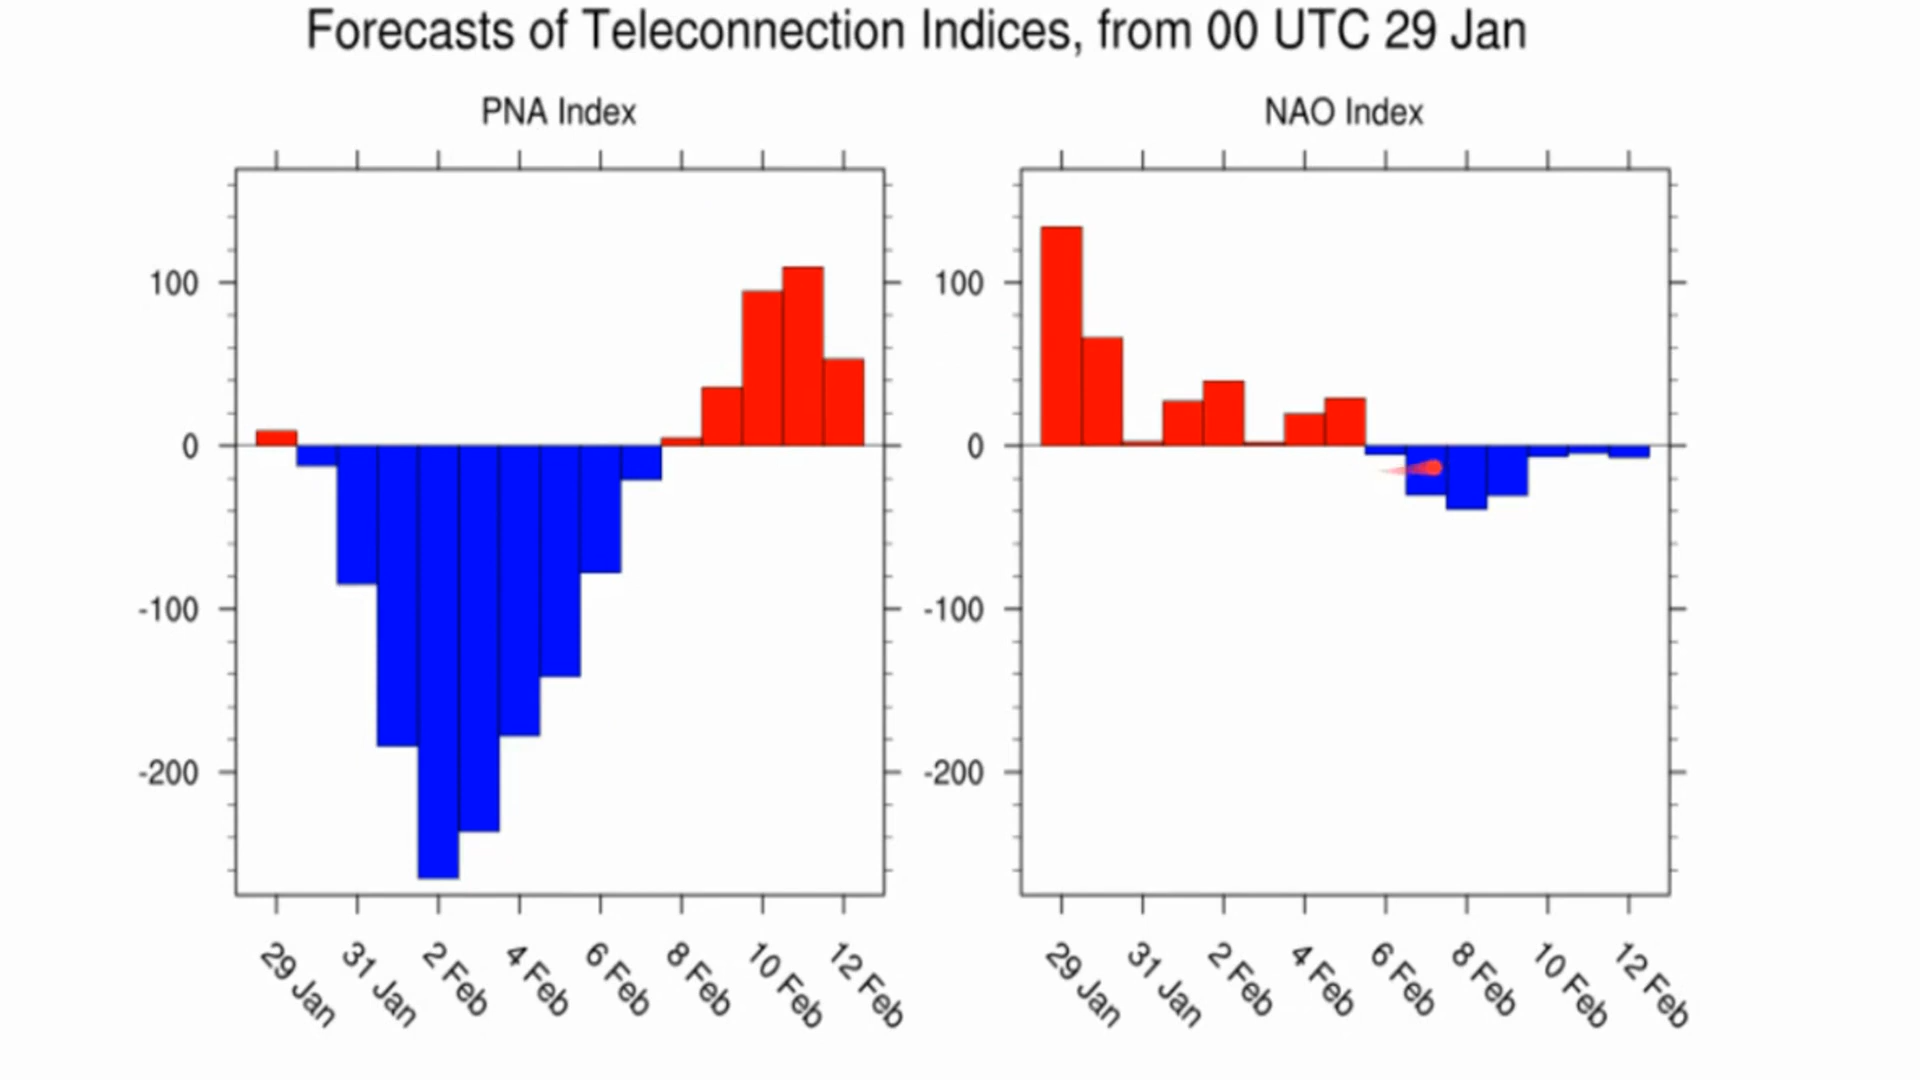 Forecasts of Teleconnection Indices, from 00 UTC 29 Jan
PNA Index
100
0
-100
-200
29 Jan
31 Jan
2 Feb
4 Feb
6 Feb
8 Feb
10 Feb
12 Feb
NAO Index
100
0
-100
-200
29 Jan
31 Jan
2 Feb
4 Feb
6 Feb
8 Feb
10 Feb
12 Feb